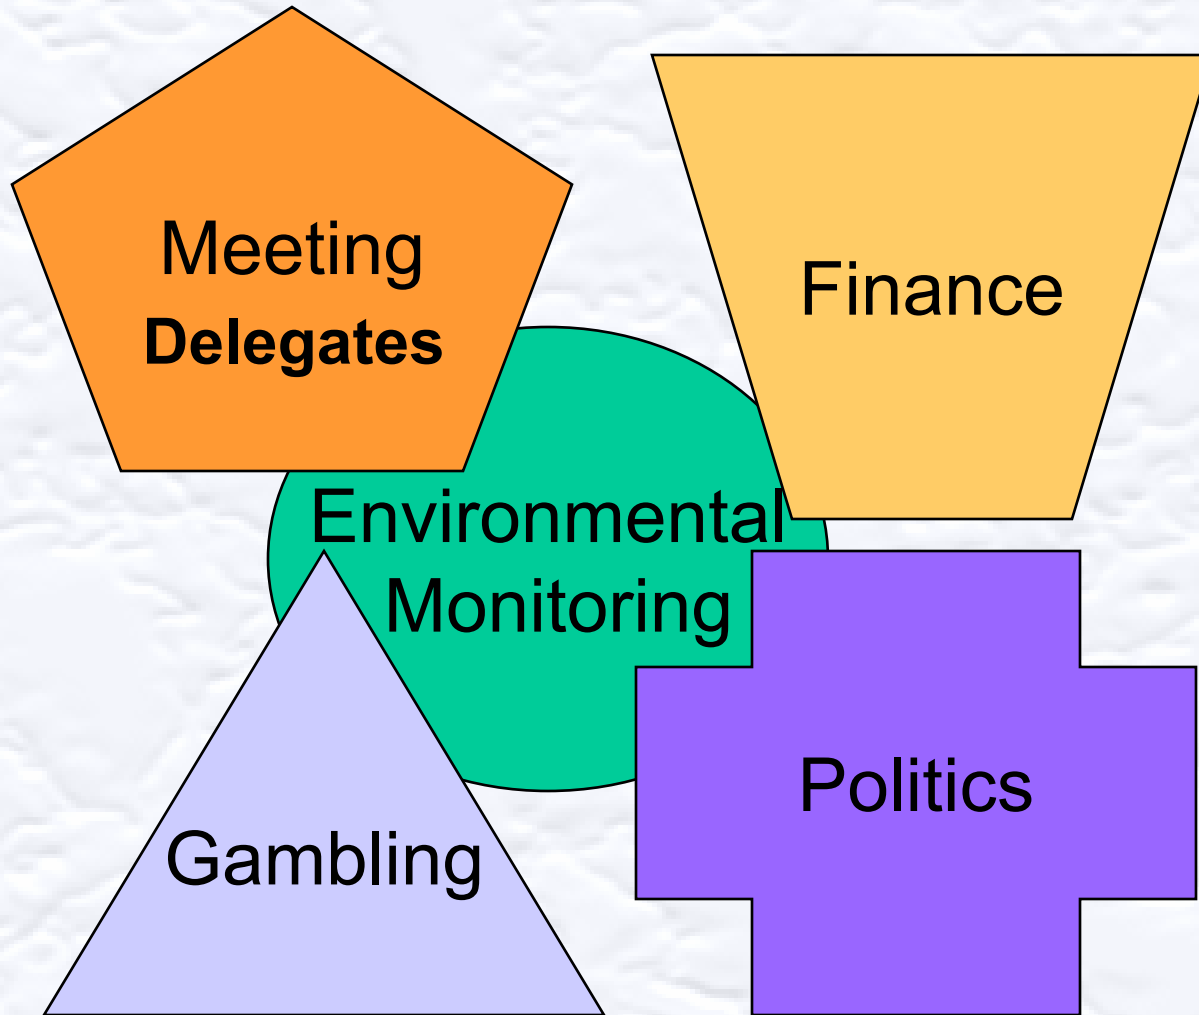 Meeting
Delegates
Finance
Environmental
Monitoring
Politics
Gambling